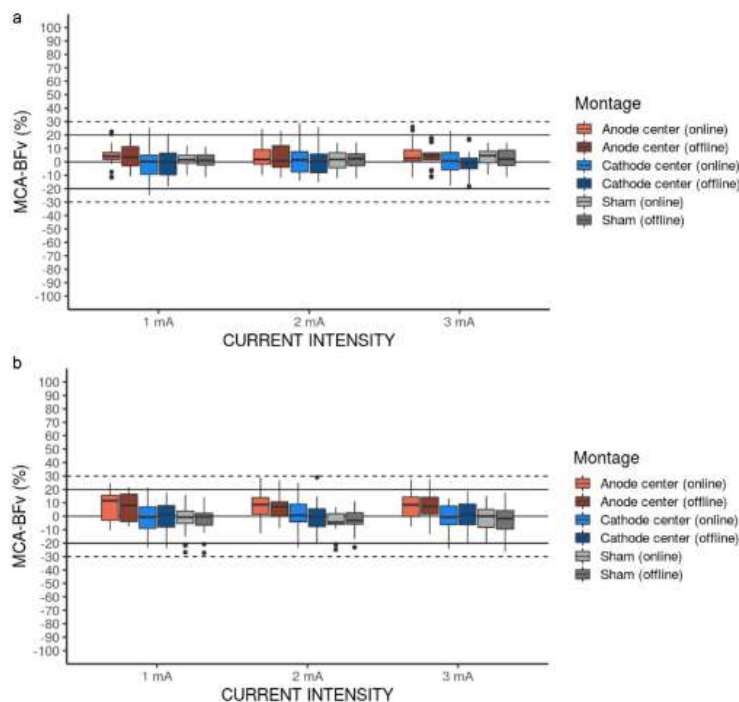 a
100
90
80
70
60
50
40
30
20
10
0
-10
-20
-30
-40
-50
-60
-70
-80
-90
-100
MCA-BFv (%)
1 mA
2 mA
3 mA
CURRENT INTENSITY
Montage
Anode center (online)
Anode center (offline)
Cathode center (online)
Cathode center (offline)
Sham (online)
Sham (offline)
b
100
90
80
70
60
50
40
30
20
10
0
-10
-20
-30
-40
-50
-60
-70
-80
-90
-100
MCA-BFv (%)
1 mA
2 mA
3 mA
CURRENT INTENSITY
Montage
Anode center (online)
Anode center (offline)
Cathode center (online)
Cathode center (offline)
Sham (online)
Sham (offline)